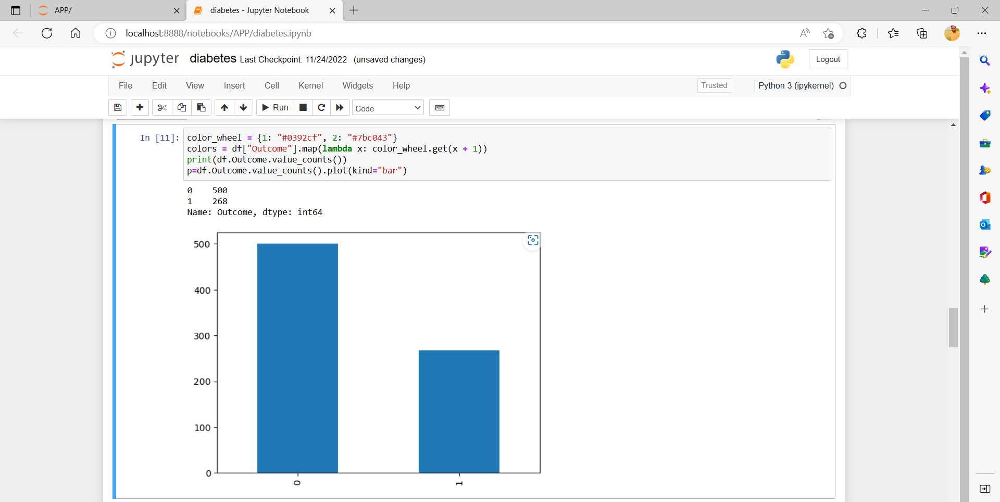 APP/
diabetes - Jupyter Notebook
localhost:8888/notebooks/APP/diabetes.ipynb
jupyter diabetes Last Checkpoint: 11/24/2022 (unsaved changes)
Logout
File Edit View Insert Cell Kernel Widgets Help
Trusted
Python 3 (ipykernel)
Run
Code
In [11]:
color_wheel = {1: "#0392cf", 2: "#7bc043"}
colors = df["Outcome"].map(lambda x: color_wheel.get(x + 1))
print(df.Outcome.value_counts())
p=df.Outcome.value_counts().plot(kind="bar")
0    500
1    268
Name: Outcome, dtype: int64
500
400
300
200
100
0
0 1